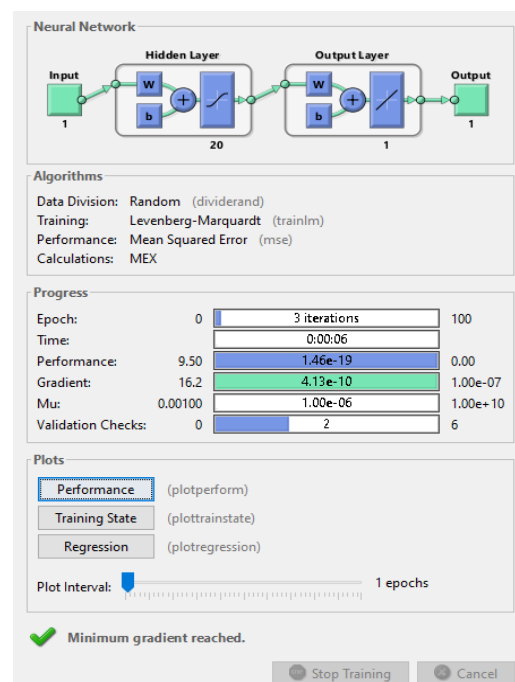 Neural Network
Hidden Layer Output Layer
Input Output
W W
+ +
b b
1 1
20 1
Algorithms
Data Division: Random (dividerand)
Training: Levenberg-Marquardt (trainlm)
Performance: Mean Squared Error (mse)
Calculations: MEX
Progress
Epoch: 0 3 iterations 100
Time: 0:00:06
Performance: 9.50 1.46e-19 0.00
Gradient: 16.2 4.13e-10 1.00e-07
Mu: 0.00100 1.00e-06 1.00e+10
Validation Checks: 0 2 6
Plots
Performance (plotperform)
Training State (plottrainstate)
Regression (plotregression)
Plot Interval: 1 epochs
Minimum gradient reached.
Stop Training Cancel